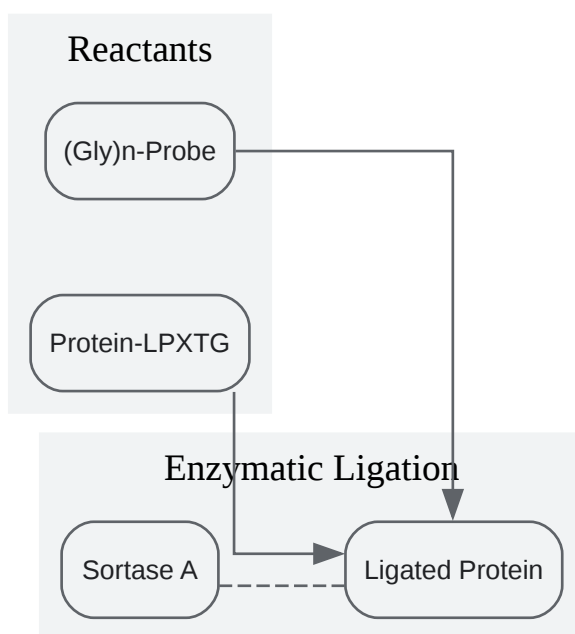 Reactants
(Gly)n-Probe
Protein-LPXTG
Enzymatic Ligation
Sortase A
Ligated Protein